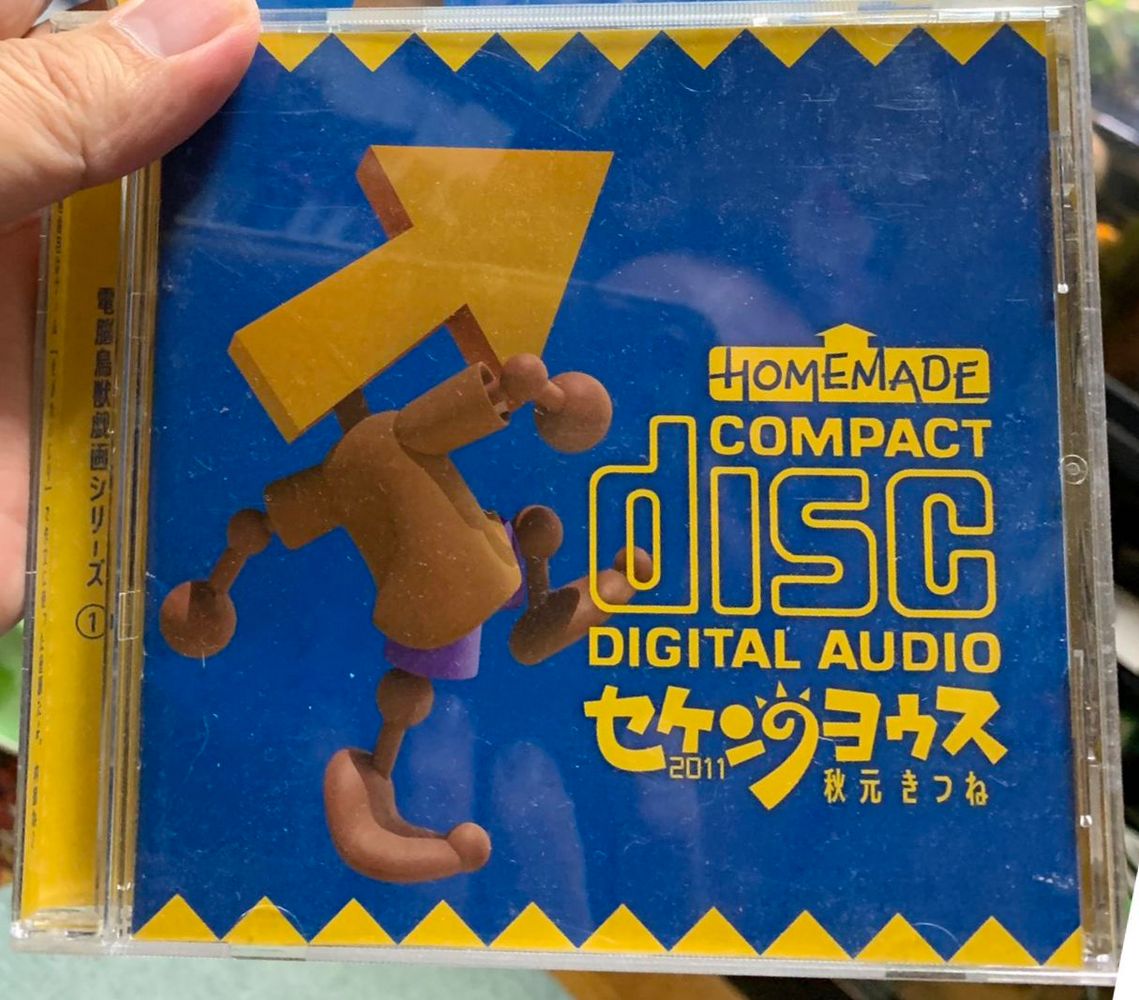 電脳鳥獣戯画シリーズ ①
HOMEMADE
COMPACT
disc
DIGITAL AUDIO
セケンノヨウス
2011
秋元きつね